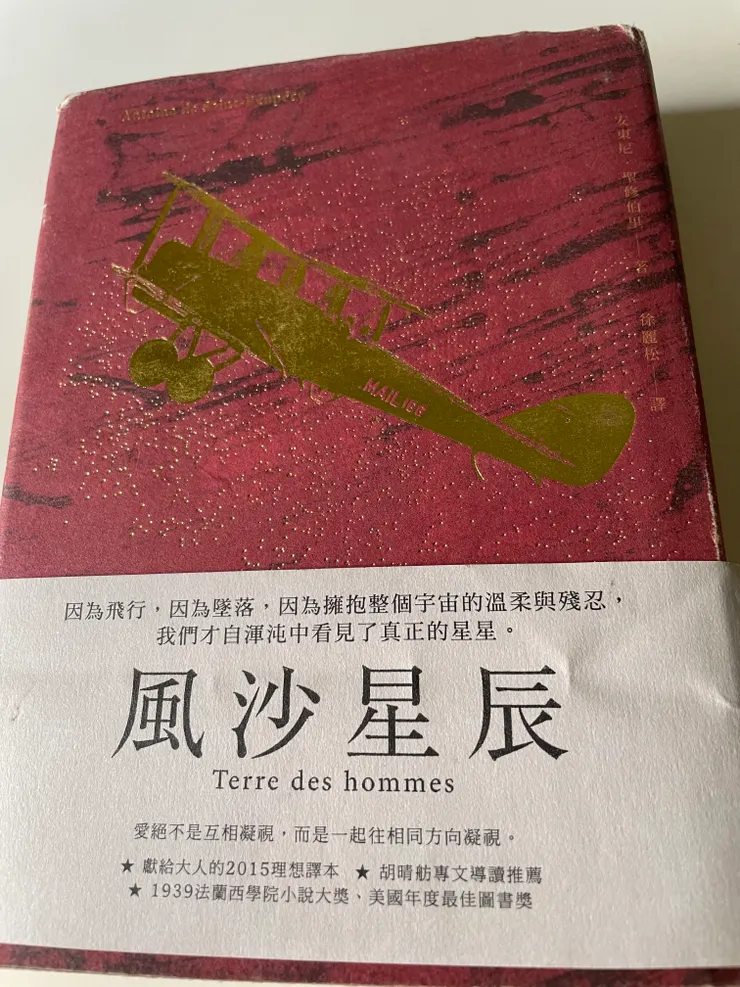 Antoine de Saint-Exupéry
安東尼 聖修伯里—著
徐麗松—譯
MAIL 166
因為飛行，因為墜落，因為擁抱整個宇宙的溫柔與殘忍，
我們才自渾沌中看見了真正的星星。
風沙星辰
Terre des hommes
愛絕不是互相凝視，而是一起往相同方向凝視。
★ 獻給大人的2015理想譯本 ★ 胡晴舫專文導讀推薦
★ 1939法蘭西學院小說大獎、美國年度最佳圖書獎